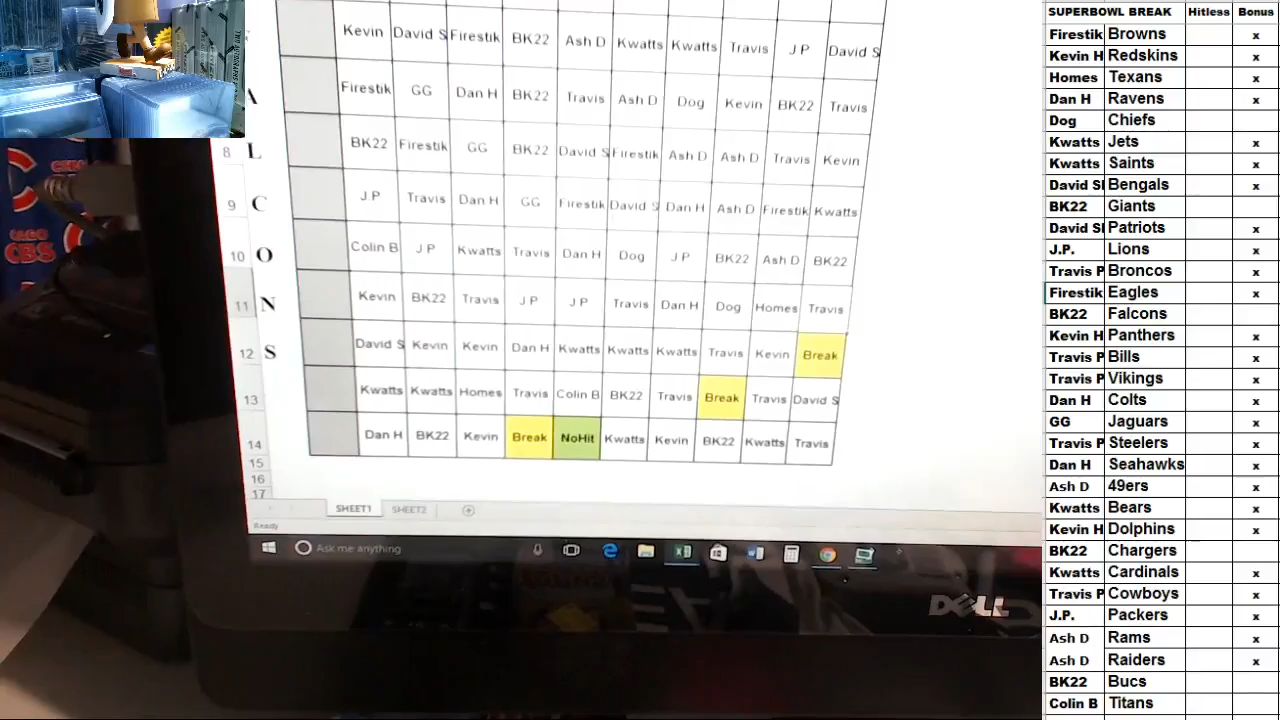 Kevin David S Firestik BK22 Ash D Kwatts Kwatts Travis J P David S
A Firestik GG Dan H BK22 Travis Ash D Dog Kevin BK22 Travis
8 L BK22 Firestik GG BK22 David S Firestik Ash D Ash D Travis Kevin
9 C J.P Travis Dan H GG Firestik David S Dan H Ash D Firestik Kwatts
10 O Colin B J P Kwatts Travis Dan H Dog J P BK22 Ash D BK22
11 N Kevin BK22 Travis J P J P Travis Dan H Dog Homes Travis
12 S David S Kevin Kevin Dan H Kwatts Kwatts Kwatts Travis Kevin Break
13 Kwatts Kwatts Homes Travis Colin B BK22 Travis Break Travis David S
14 Dan H BK22 Kevin Break NoHit Kwatts Kevin BK22 Kwatts Travis
15
16
17
SHEET1 SHEET2
Ready
Ask me anything
DELL
CBS
SUPERBOWL BREAK Hitless Bonus
Firestik Browns x
Kevin H Redskins x
Homes Texans x
Dan H Ravens x
Dog Chiefs
Kwatts Jets x
Kwatts Saints x
David Sl Bengals x
BK22 Giants
David Sl Patriots x
J.P. Lions x
Travis P Broncos x
Firestik Eagles x
BK22 Falcons
Kevin H Panthers x
Travis P Bills x
Travis P Vikings x
Dan H Colts x
GG Jaguars x
Travis P Steelers x
Dan H Seahawks x
Ash D 49ers x
Kwatts Bears x
Kevin H Dolphins x
BK22 Chargers
Kwatts Cardinals x
Travis P Cowboys x
J.P. Packers x
Ash D Rams x
Ash D Raiders x
BK22 Bucs
Colin B Titans